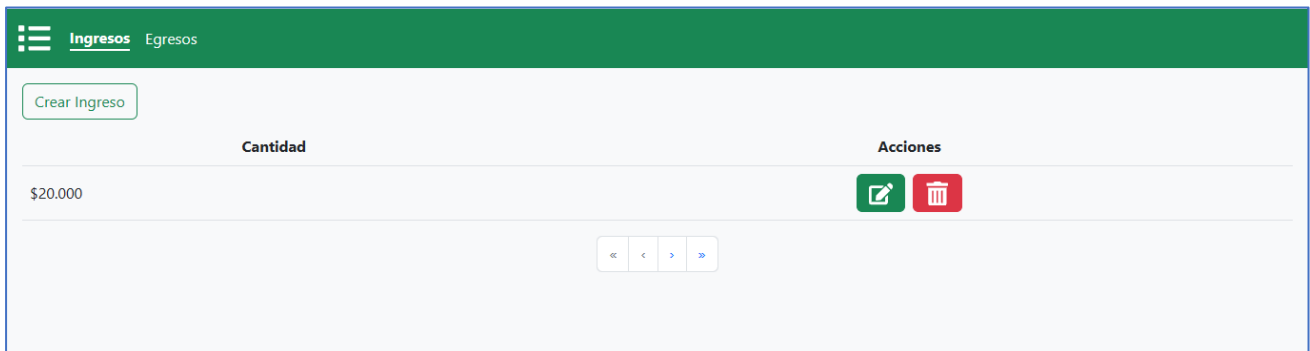 Ingresos Egresos
Crear Ingreso
Cantidad Acciones
$20.000
« ‹ › »